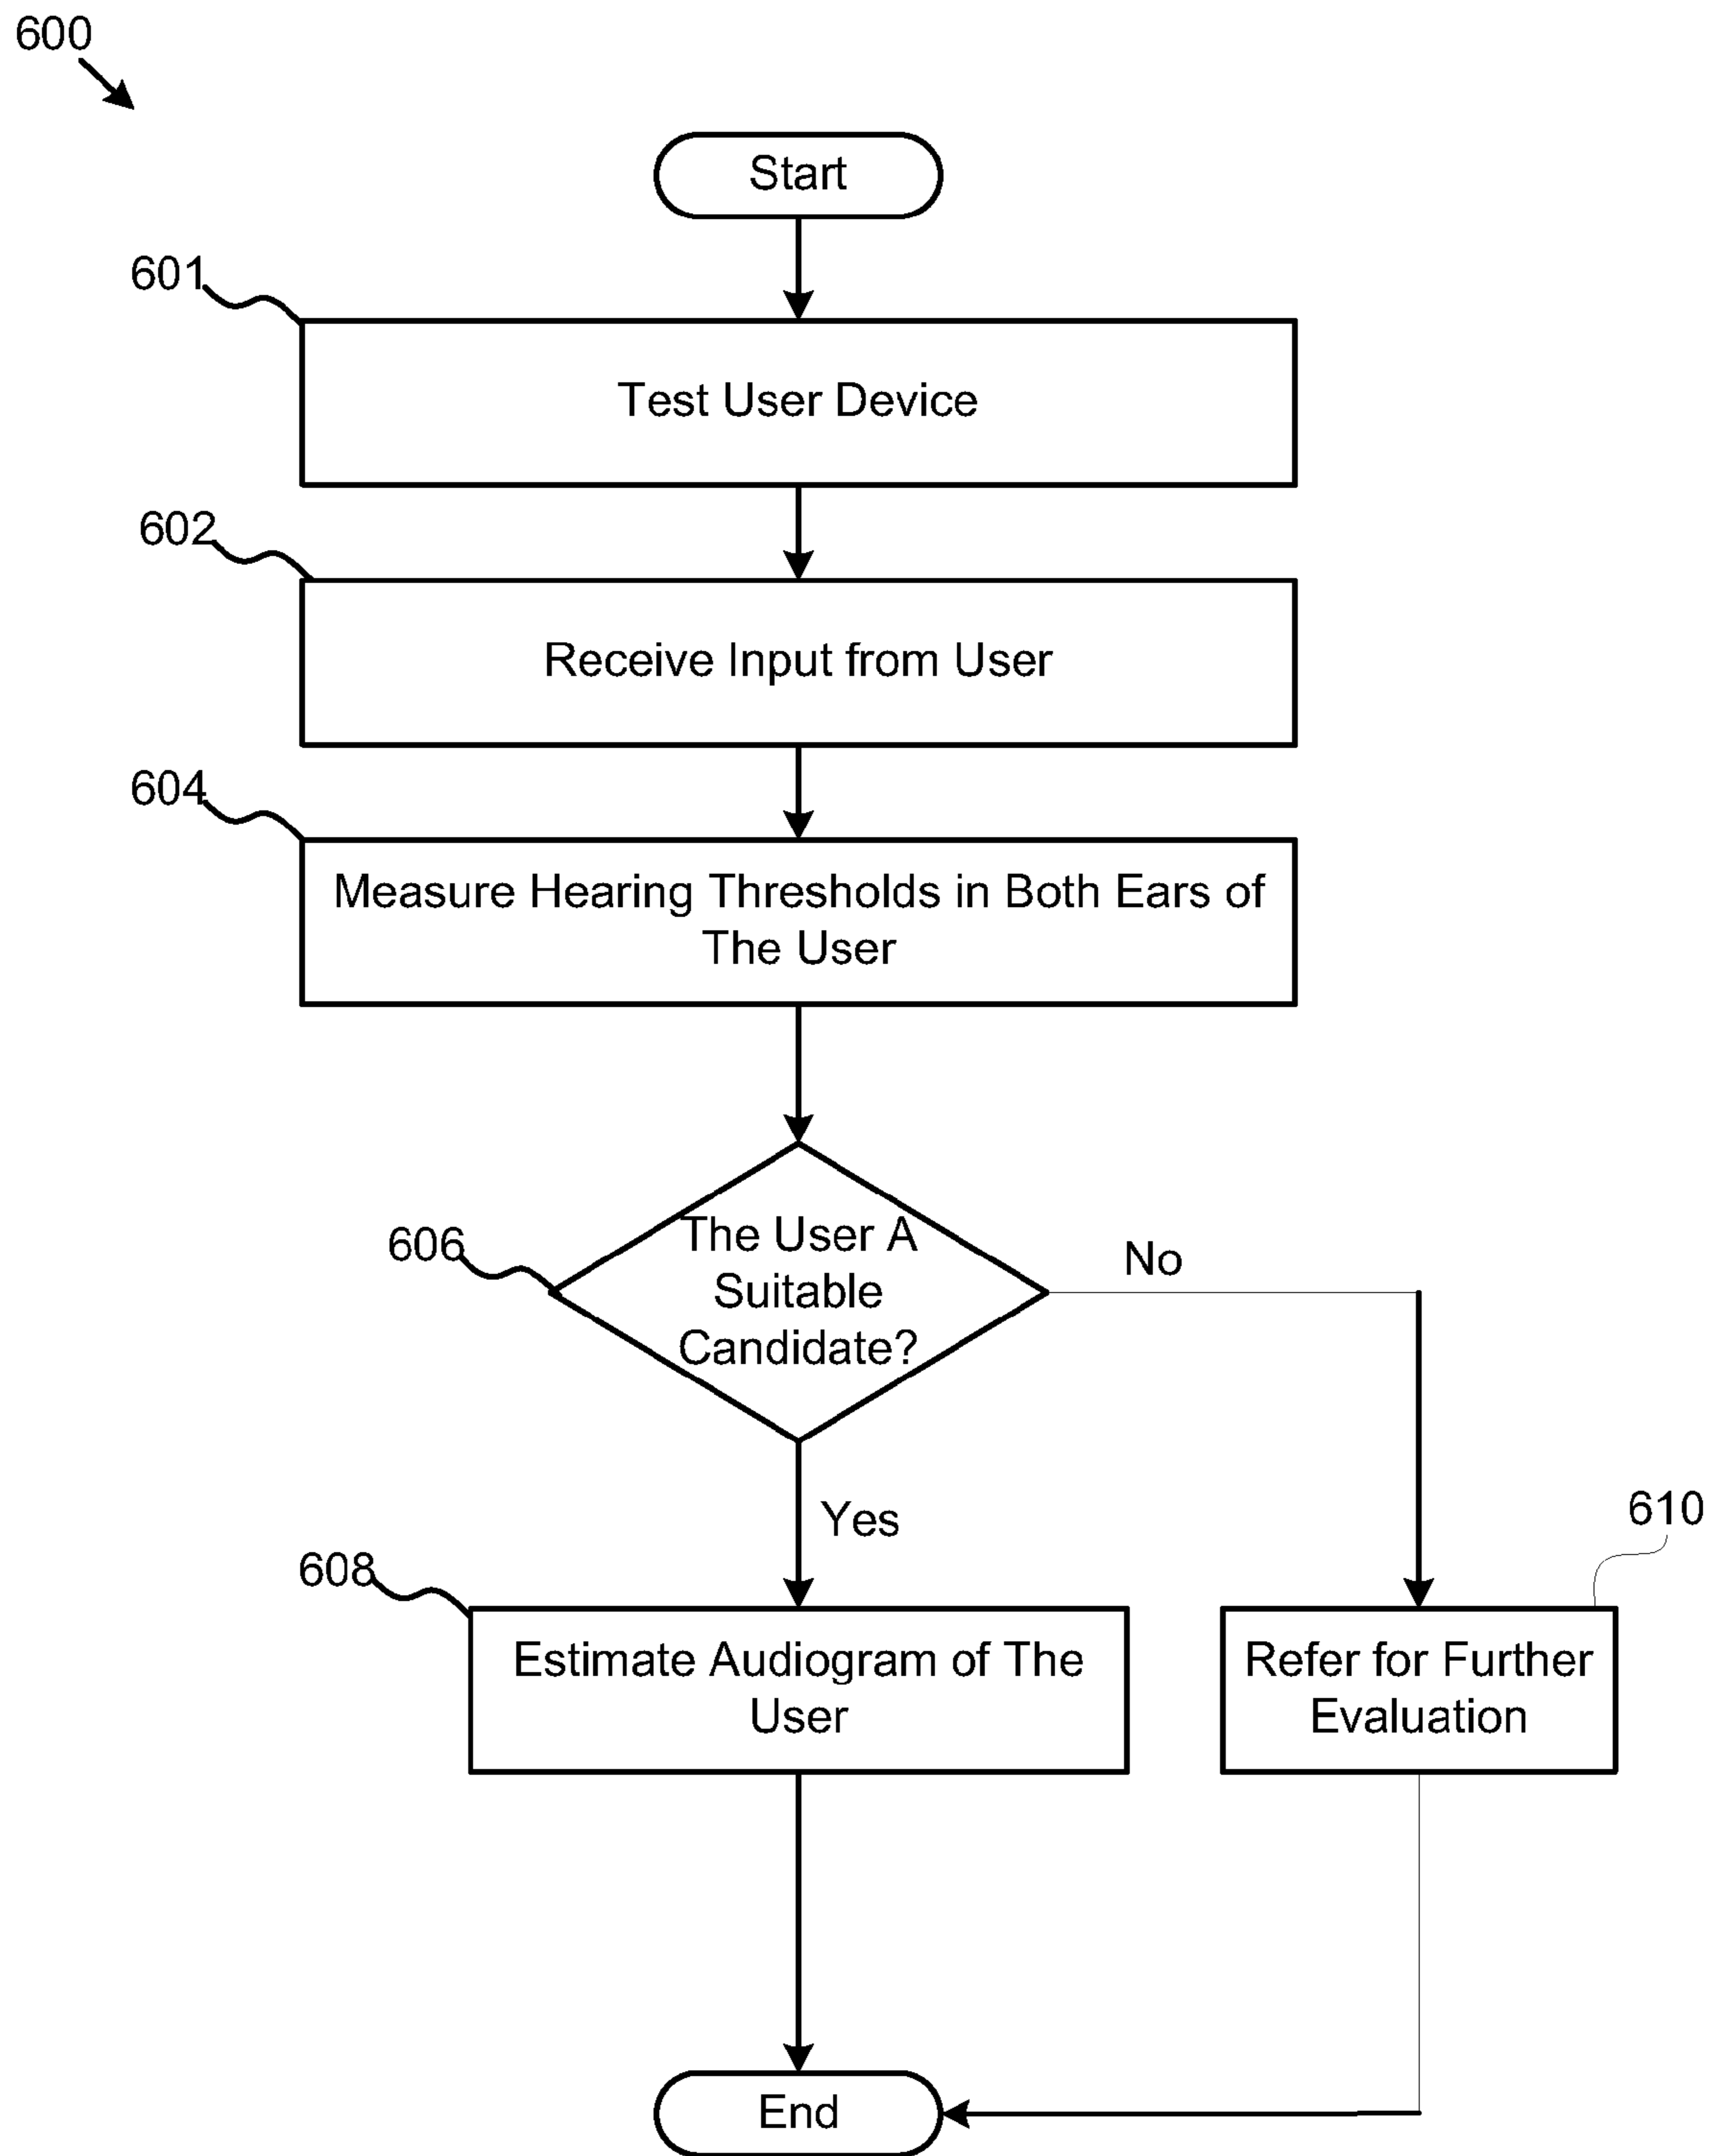 600
Start
601
Test User Device
602
Receive Input from User
604
Measure Hearing Thresholds in Both Ears of
The User
606
The User A
Suitable
Candidate?
No
Yes
608
Estimate Audiogram of The
User
610
Refer for Further
Evaluation
End